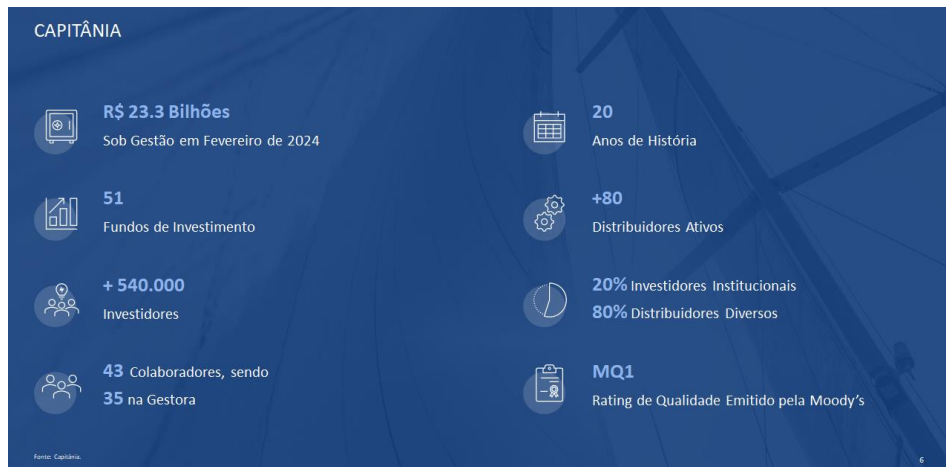 CAPITÂNIA
R$ 23.3 Bilhões
Sob Gestão em Fevereiro de 2024
51
Fundos de Investimento
+ 540.000
Investidores
43 Colaboradores, sendo
35 na Gestora
20
Anos de História
+80
Distribuidores Ativos
20% Investidores Institucionais
80% Distribuidores Diversos
MQ1
Rating de Qualidade Emitido pela Moody’s
Fonte: Capitânia.
6